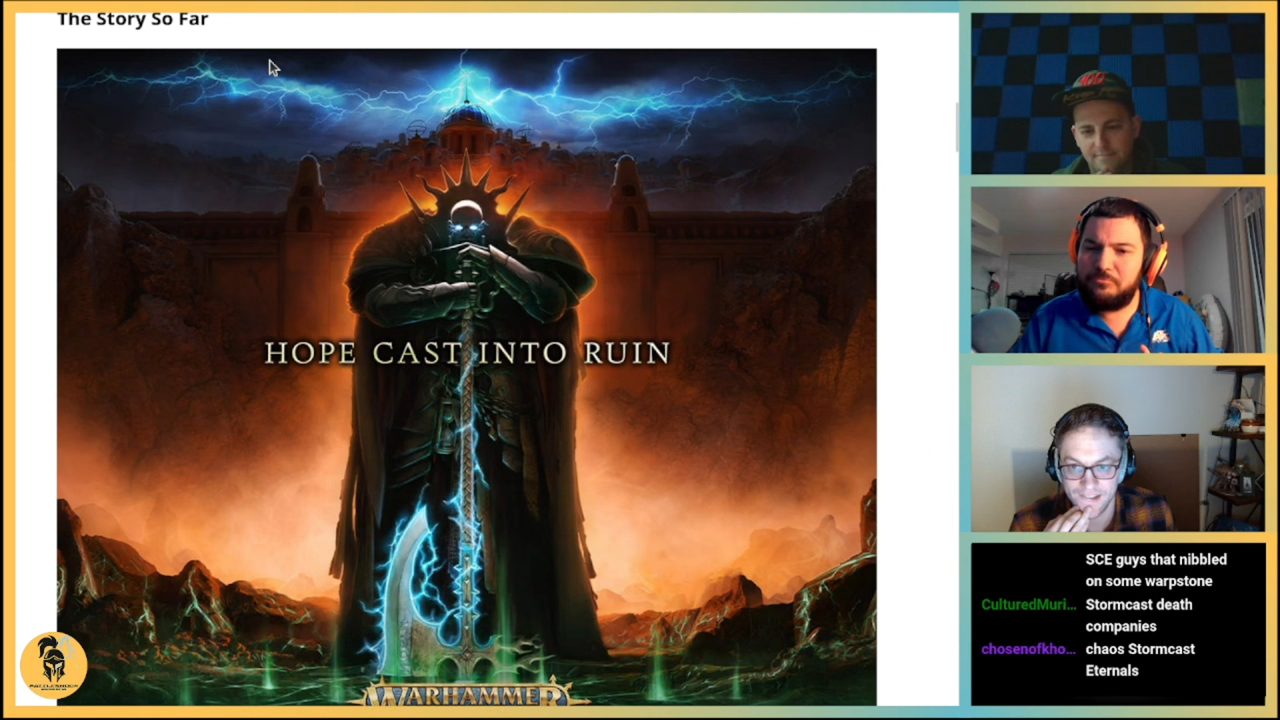 The Story So Far
HOPE CAST INTO RUIN
WARHAMMER
SCE guys that nibbled
on some warpstone
CulturedMuri... Stormcast death
companies
chosenofkho... chaos Stormcast
Eternals